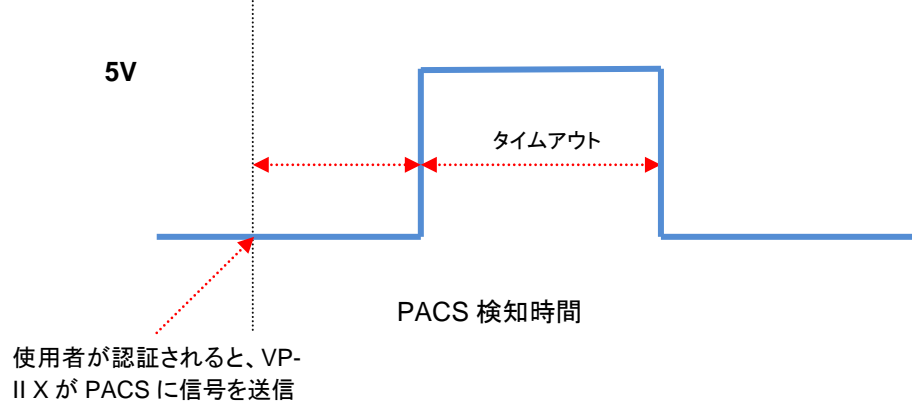 5V
タイムアウト
PACS 検知時間
使用者が認証されると、VP-
II X が PACS に信号を送信